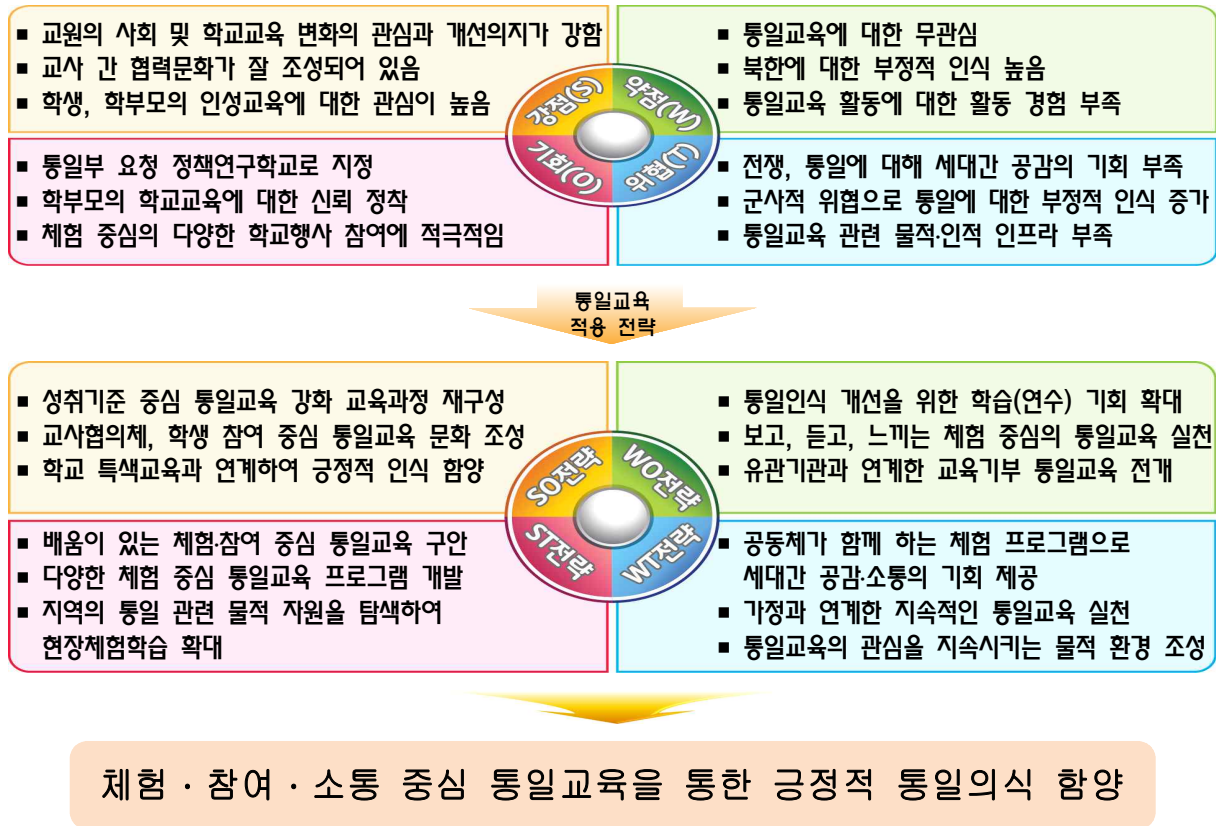 ■ 교원의 사회 및 학교교육 변화의 관심과 개선의지가 강함
■ 교사 간 협력문화가 잘 조성되어 있음
■ 학생, 학부모의 인성교육에 대한 관심이 높음
■ 통일교육에 대한 무관심
■ 북한에 대한 부정적 인식 높음
■ 통일교육 활동에 대한 활동 경험 부족
강점(S)
약점(W)
기회(O)
위협(T)
■ 통일부 요청 정책연구학교로 지정
■ 학부모의 학교교육에 대한 신뢰 정착
■ 체험 중심의 다양한 학교행사 참여에 적극적임
■ 전쟁, 통일에 대해 세대간 공감의 기회 부족
■ 군사적 위협으로 통일에 대한 부정적 인식 증가
■ 통일교육 관련 물적·인적 인프라 부족
통일교육
적용 전략
■ 성취기준 중심 통일교육 강화 교육과정 재구성
■ 교사협의체, 학생 참여 중심 통일교육 문화 조성
■ 학교 특색교육과 연계하여 긍정적 인식 함양
■ 통일인식 개선을 위한 학습(연수) 기회 확대
■ 보고, 듣고, 느끼는 체험 중심의 통일교육 실천
■ 유관기관과 연계한 교육기부 통일교육 전개
SO전략
WO전략
ST전략
WT전략
■ 배움이 있는 체험·참여 중심 통일교육 구안
■ 다양한 체험 중심 통일교육 프로그램 개발
■ 지역의 통일 관련 물적 자원을 탐색하여
현장체험학습 확대
■ 공동체가 함께 하는 체험 프로그램으로
세대간 공감·소통의 기회 제공
■ 가정과 연계한 지속적인 통일교육 실천
■ 통일교육의 관심을 지속시키는 물적 환경 조성
체험 · 참여 · 소통 중심 통일교육을 통한 긍정적 통일의식 함양